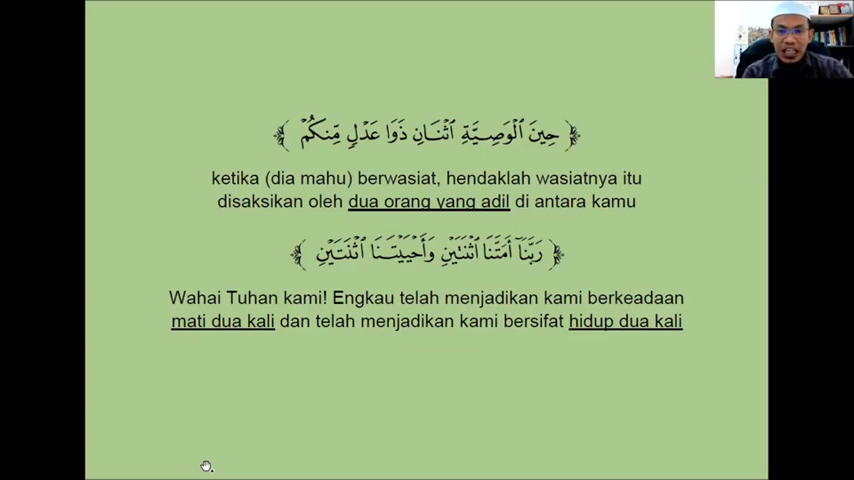 ﴿ حِينَ ٱلْوَصِيَّةِ ٱثْنَانِ ذَوَا عَدْلٍ مِّنكُمْ ﴾
ketika (dia mahu) berwasiat, hendaklah wasiatnya itu
disaksikan oleh dua orang yang adil di antara kamu
﴿ رَبَّنَآ أَمَتَّنَا ٱثْنَتَيْنِ وَأَحْيَيْتَنَا ٱثْنَتَيْنِ ﴾
Wahai Tuhan kami! Engkau telah menjadikan kami berkeadaan
mati dua kali dan telah menjadikan kami bersifat hidup dua kali